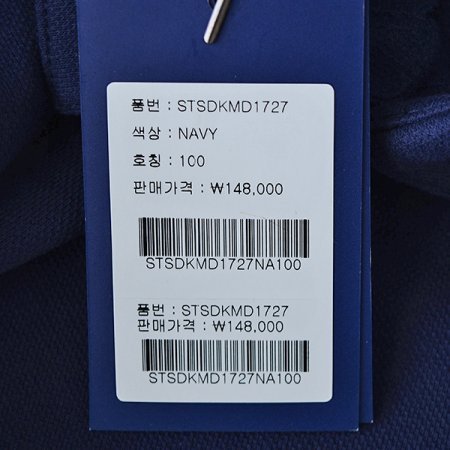 품번 : STSDKMD1727
색상 : NAVY
호칭 : 100
판매가격 : ₩148,000
STSDKMD1727NA100
품번 : STSDKMD1727
판매가격 : ₩148,000
STSDKMD1727NA100